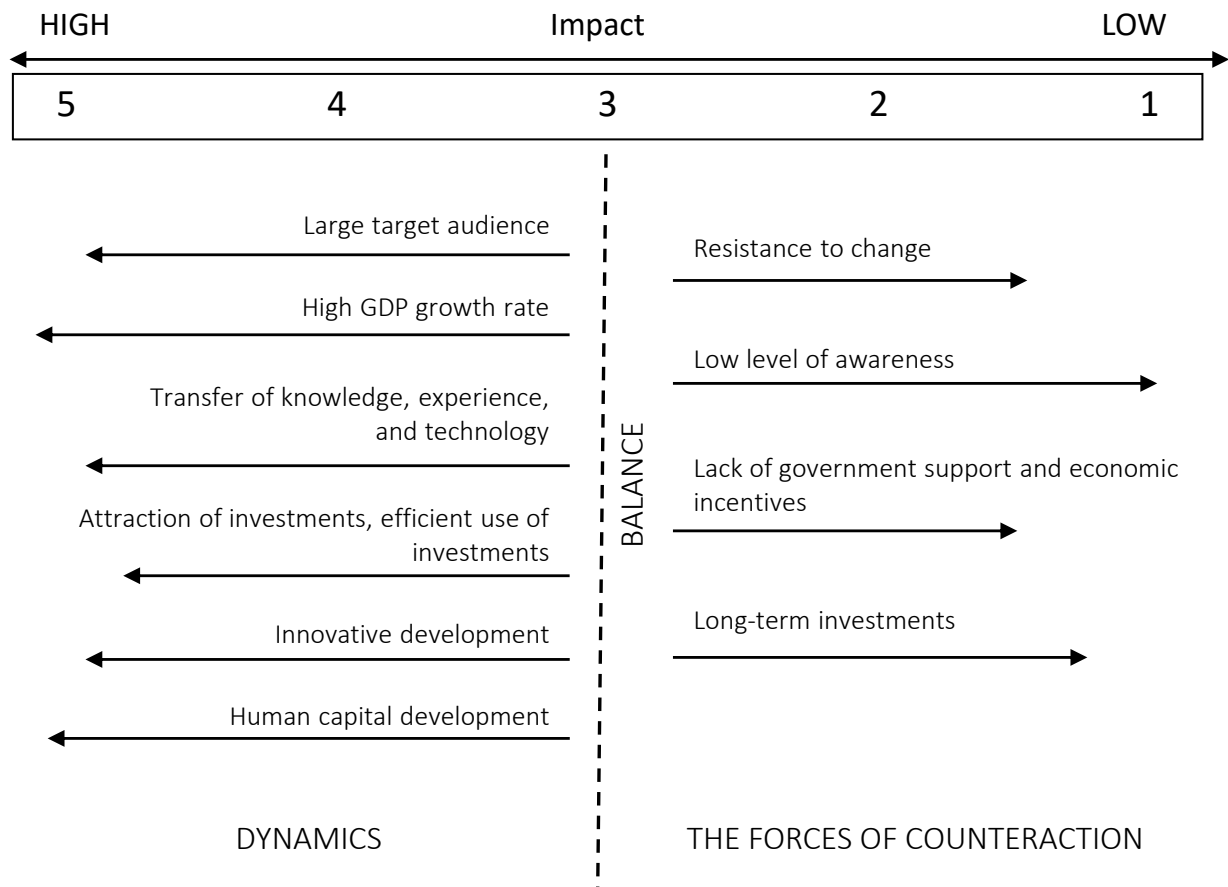 HIGH Impact LOW
5 4 3 2 1
Large target audience
High GDP growth rate
Transfer of knowledge, experience,
and technology
Attraction of investments, efficient use of
investments
Innovative development
Human capital development
BALANCE
Resistance to change
Low level of awareness
Lack of government support and economic
incentives
Long-term investments
DYNAMICS
THE FORCES OF COUNTERACTION